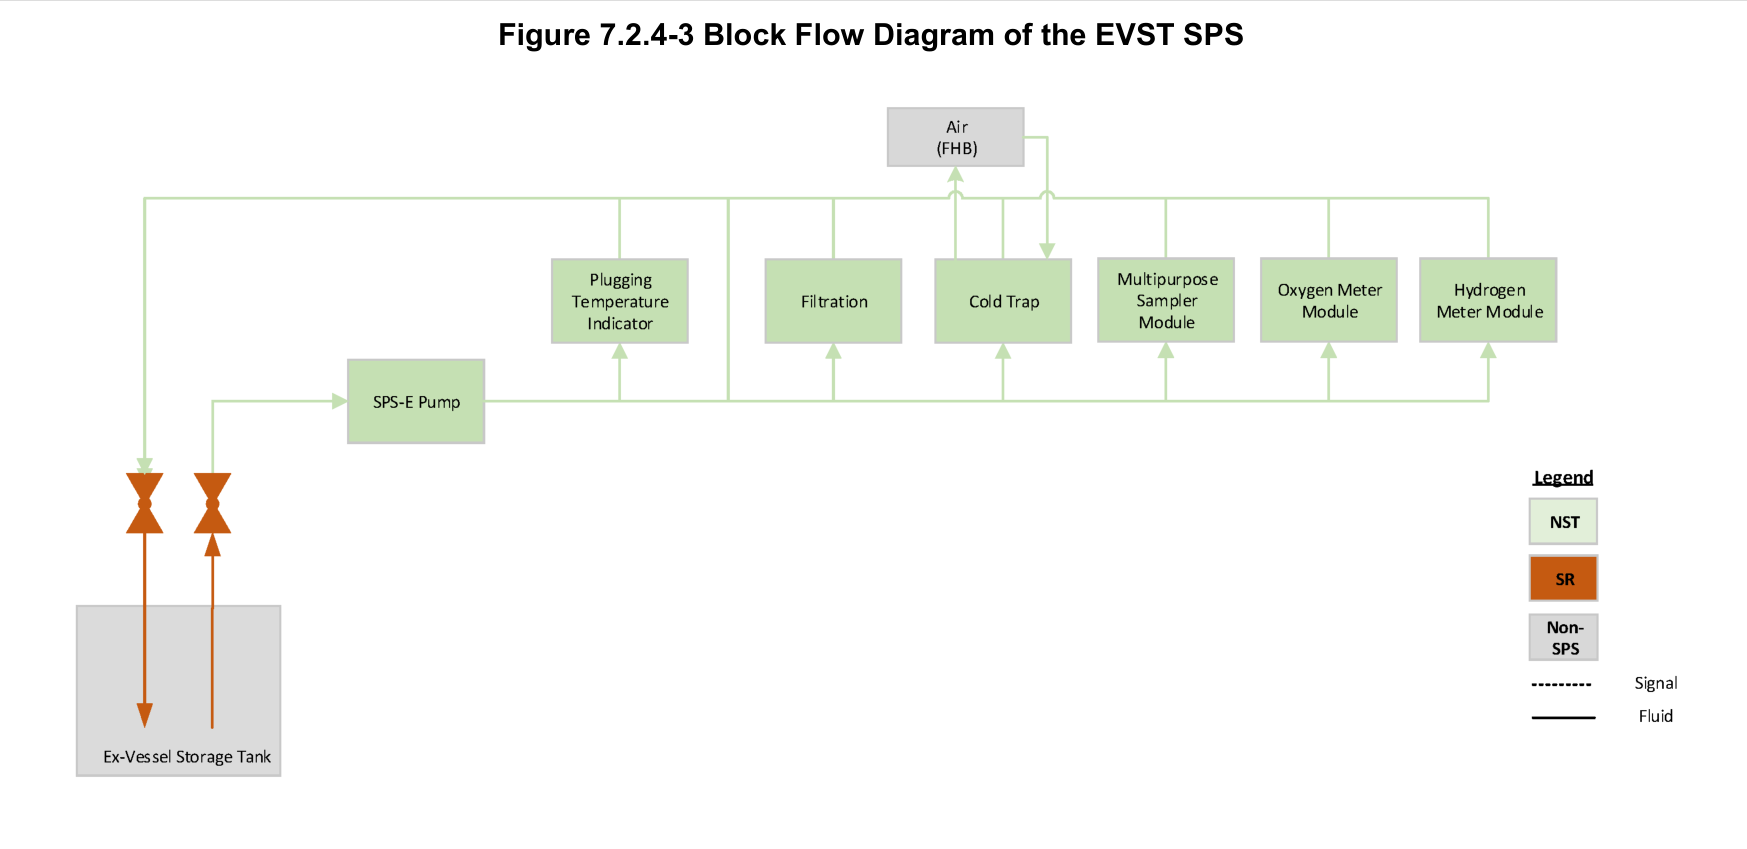 Figure 7.2.4-3 Block Flow Diagram of the EVST SPS
Air
(FHB)
Plugging
Temperature
Indicator
Filtration
Cold Trap
Multipurpose
Sampler
Module
Oxygen Meter
Module
Hydrogen
Meter Module
SPS-E Pump
Ex-Vessel Storage Tank
Legend
NST
SR
Non-
SPS
Signal
Fluid